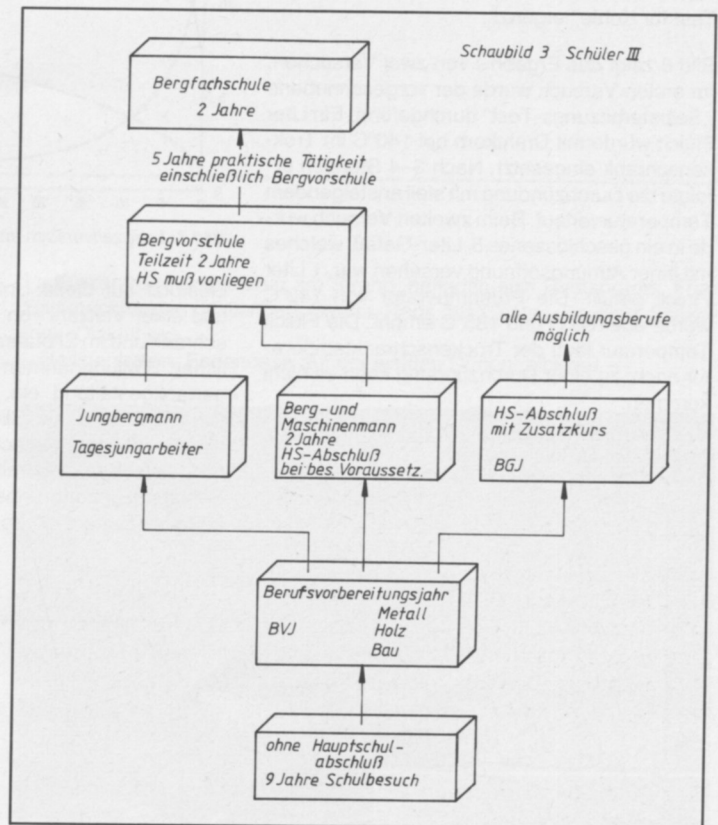 Schaubild 3 Schüler III
Bergfachschule
2 Jahre
5 Jahre praktische Tätigkeit
einschließlich Bergvorschule
Bergvorschule
Teilzeit 2 Jahre
HS muß vorliegen
alle Ausbildungsberufe
möglich
Jungbergmann
Tagesjungarbeiter
Berg- und
Maschinenmann
2 Jahre
HS-Abschluß
bei bes. Voraussetz.
HS-Abschluß
mit Zusatzkurs
BGJ
Berufsvorbereitungsjahr
Metall
BVJ Holz
Bau
ohne Hauptschul-
abschluß
9 Jahre Schulbesuch